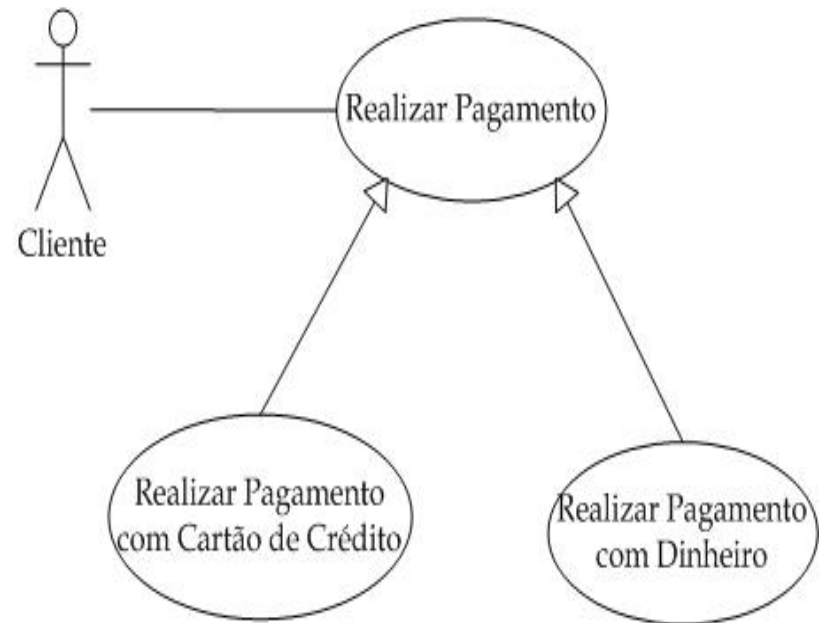 Realizar Pagamento
Cliente
Realizar Pagamento
com Cartão de Crédito
Realizar Pagamento
com Dinheiro